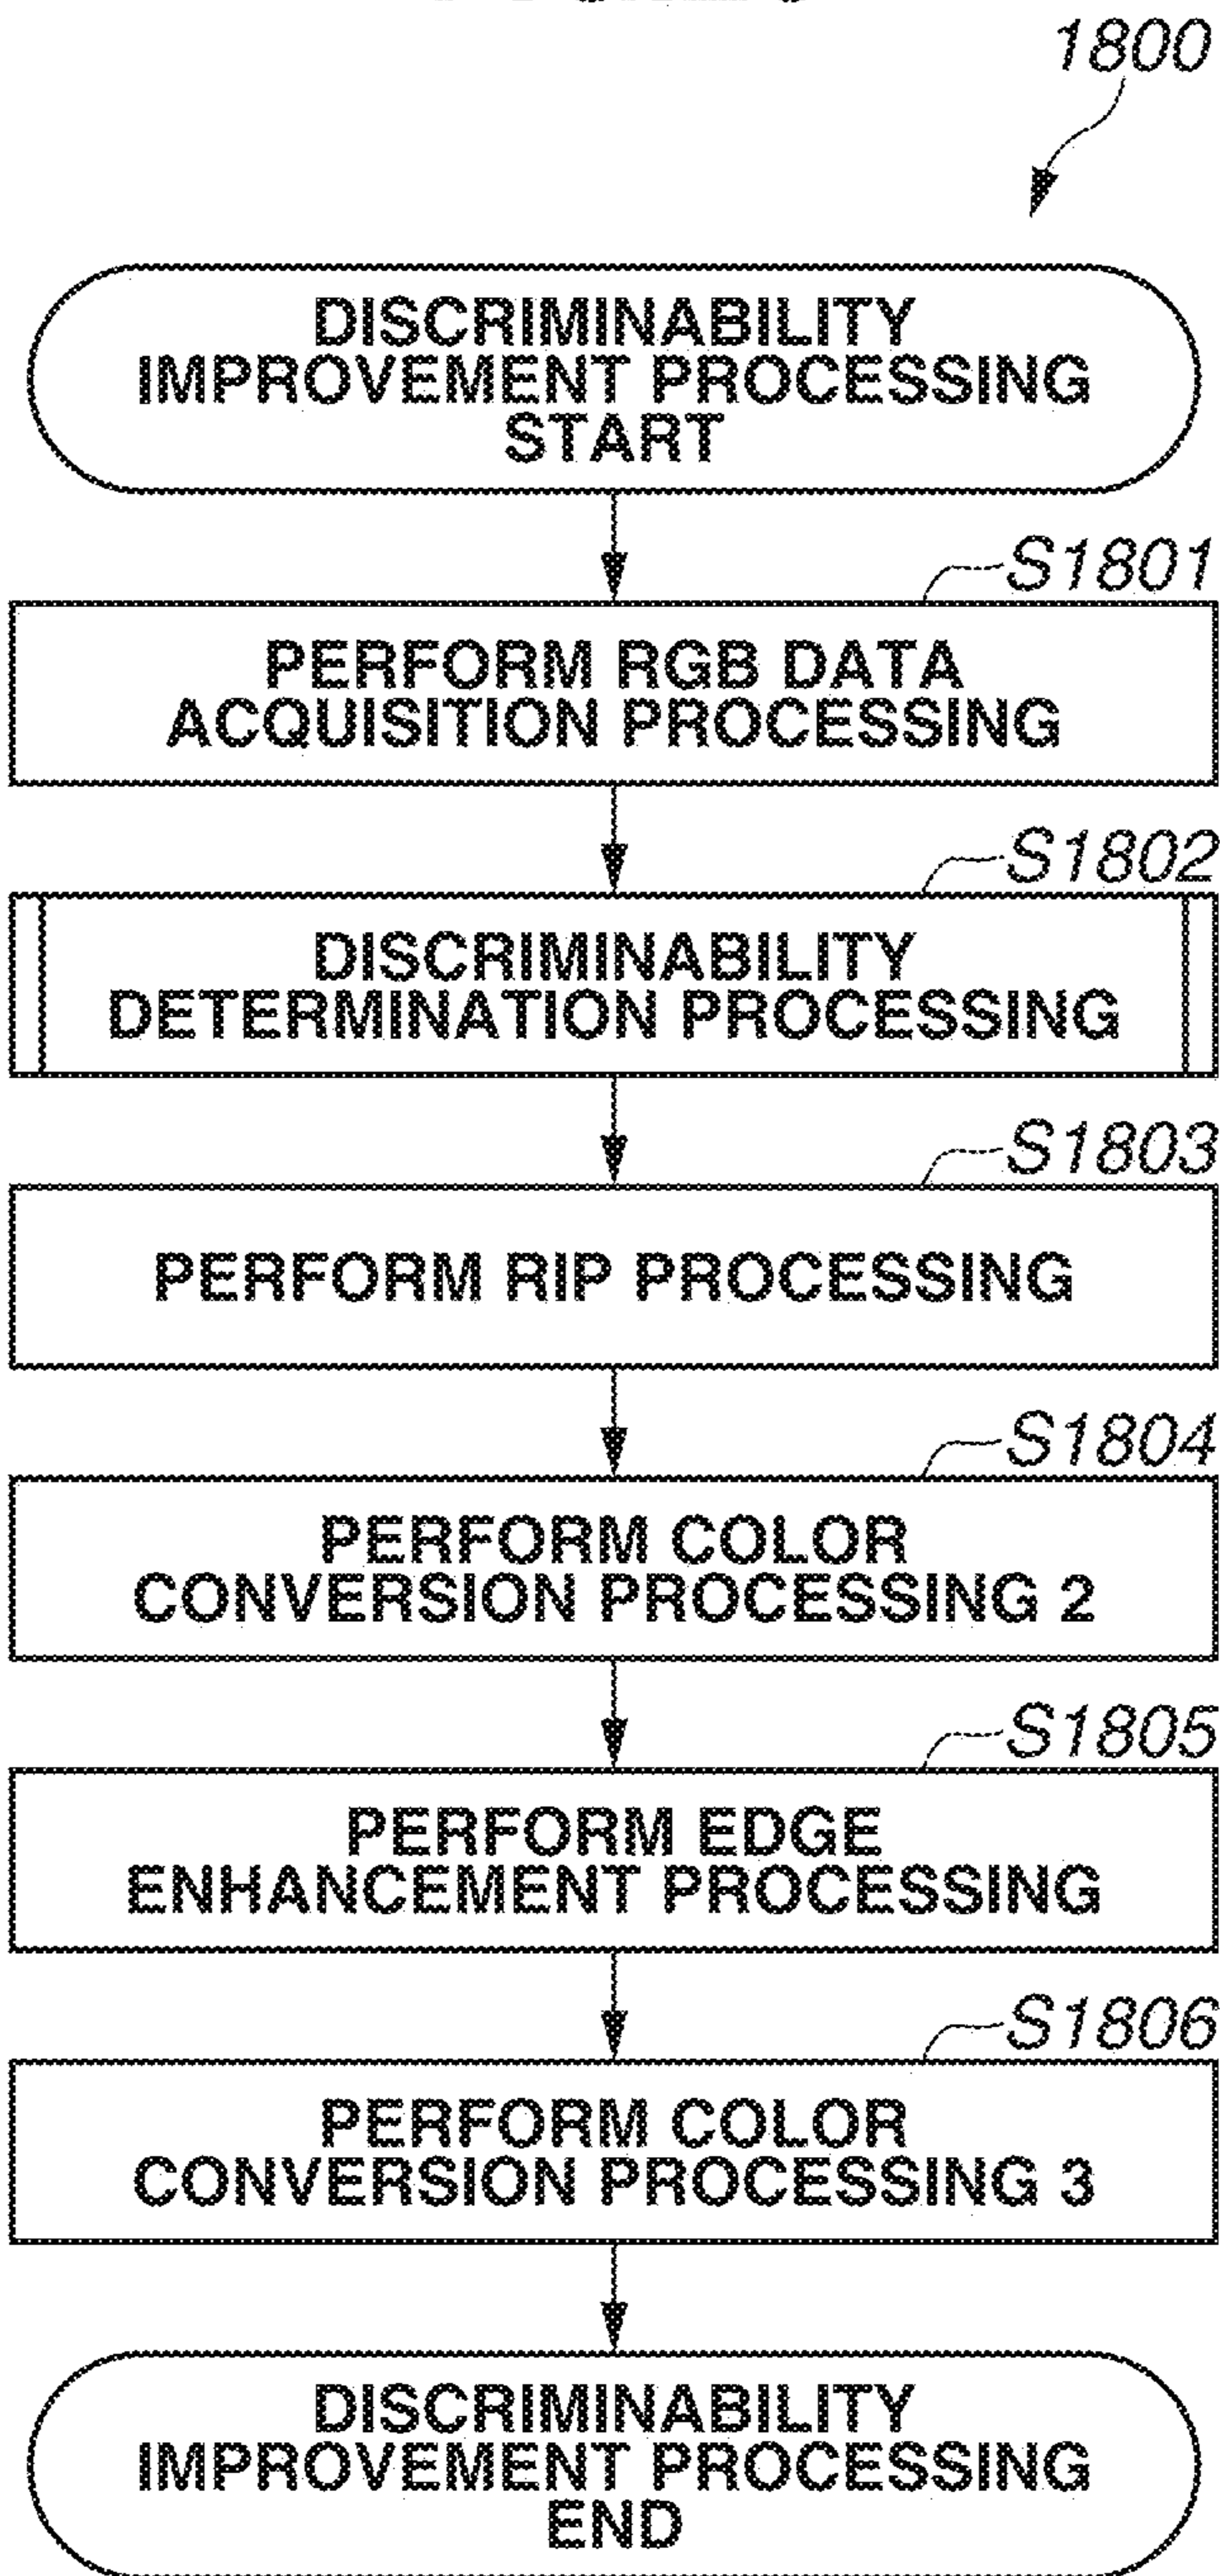 1800
DISCRIMINABILITY
IMPROVEMENT PROCESSING
START
S1801
PERFORM RGB DATA
ACQUISITION PROCESSING
S1802
DISCRIMINABILITY
DETERMINATION PROCESSING
S1803
PERFORM RIP PROCESSING
S1804
PERFORM COLOR
CONVERSION PROCESSING 2
S1805
PERFORM EDGE
ENHANCEMENT PROCESSING
S1806
PERFORM COLOR
CONVERSION PROCESSING 3
DISCRIMINABILITY
IMPROVEMENT PROCESSING
END